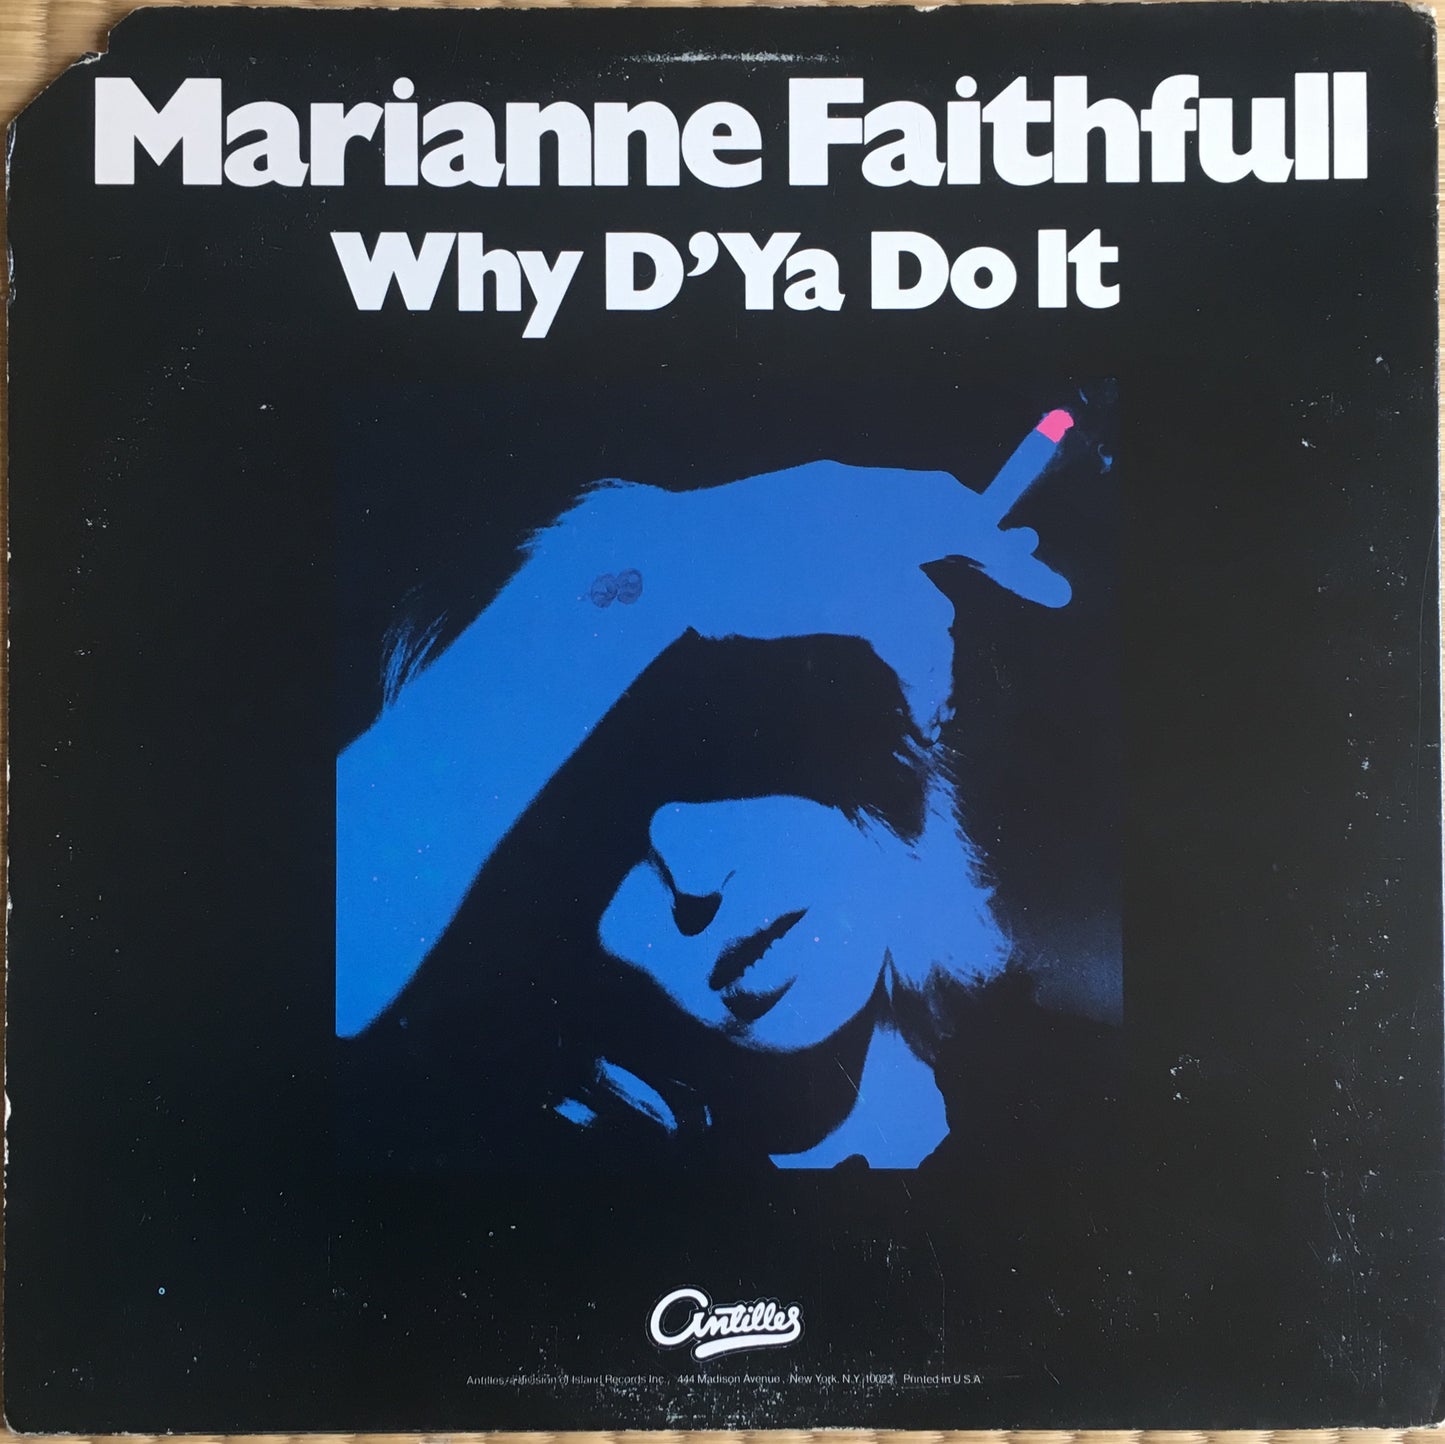 Marianne Faithfull
Why D'Ya Do It
Antilles
Antilles, a division of Island Records Inc., 444 Madison Avenue, New York, N.Y. 10022. Printed in U.S.A.